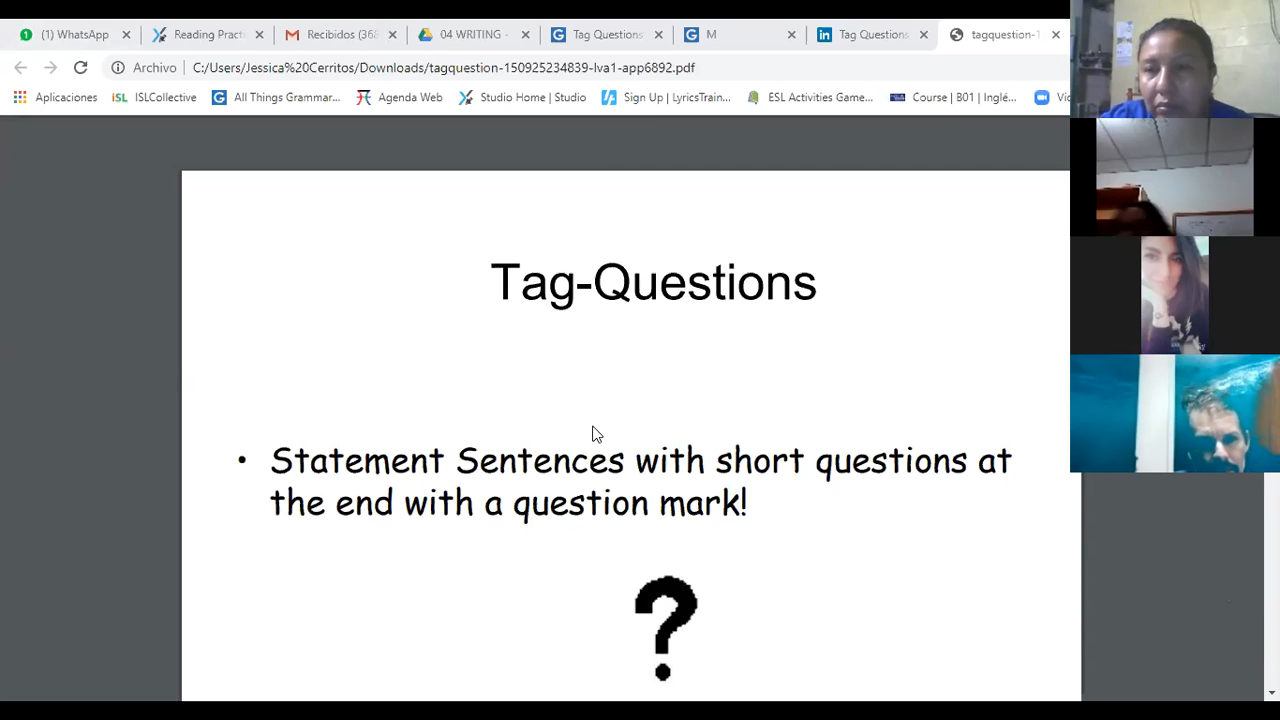 (1) WhatsApp
Reading Pract
Recibidos (358
04 WRITING -
Tag Questions
M
Tag Questions
tagquestion-1
Archivo C:/Users/Jessica%20Cerritos/Downloads/tagquestion-150925234839-lva1-app6892.pdf
Aplicaciones
iSL ISLCollective
All Things Grammar...
Agenda Web
Studio Home | Studio
Sign Up | LyricsTrain...
ESL Activities Game...
Course | B01 | Inglé...
Tag-Questions
• Statement Sentences with short questions at
the end with a question mark!
?